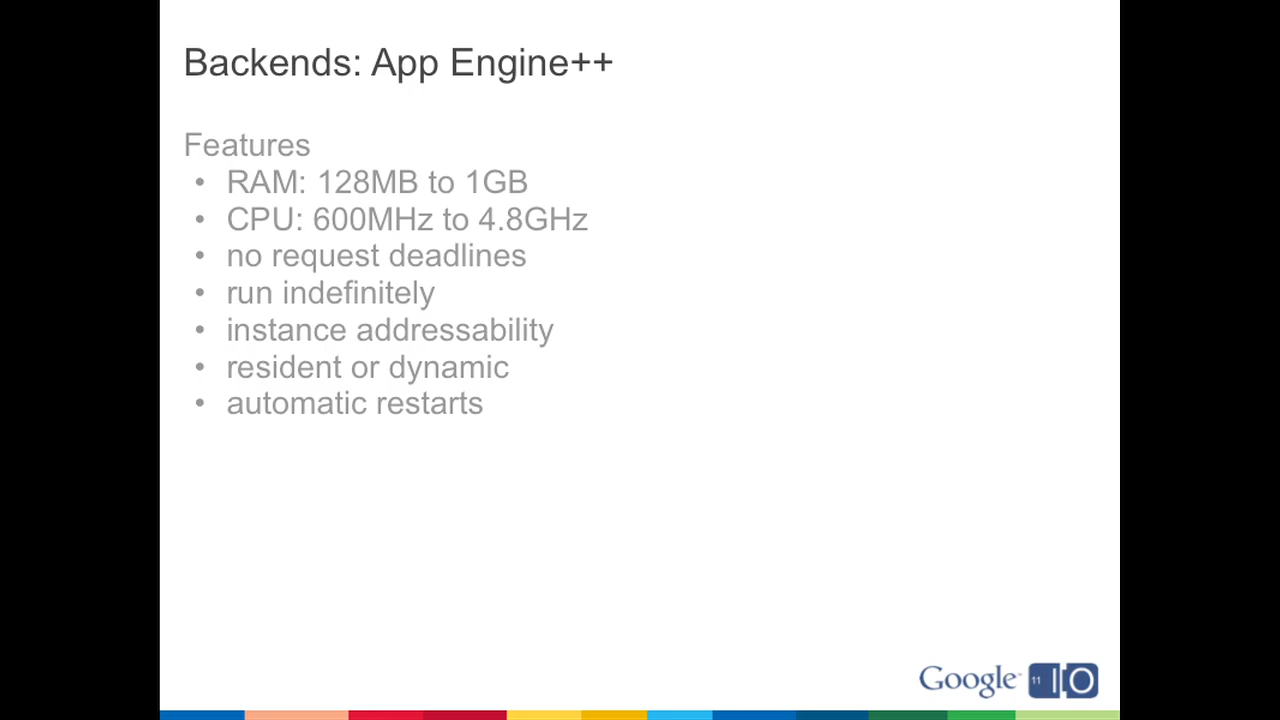 Backends: App Engine++
Features
• RAM: 128MB to 1GB
• CPU: 600MHz to 4.8GHz
• no request deadlines
• run indefinitely
• instance addressability
• resident or dynamic
• automatic restarts
Google 11 IO